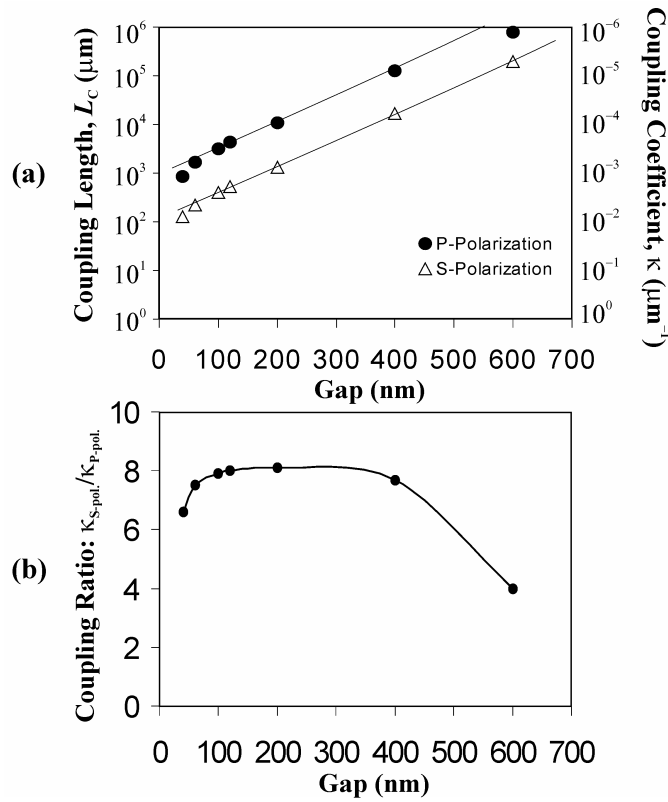 (a)
Coupling Length, L_C (μm)
10^6
10^5
10^4
10^3
10^2
10^1
10^0
10^−6
10^−5
10^−4
10^−3
10^−2
10^−1
10^0
Coupling Coefficient, κ (μm^−1)
P-Polarization
S-Polarization
0 100 200 300 400 500 600 700
Gap (nm)
(b)
Coupling Ratio: κ_S-pol./κ_P-pol.
10
8
6
4
2
0
0 100 200 300 400 500 600 700
Gap (nm)